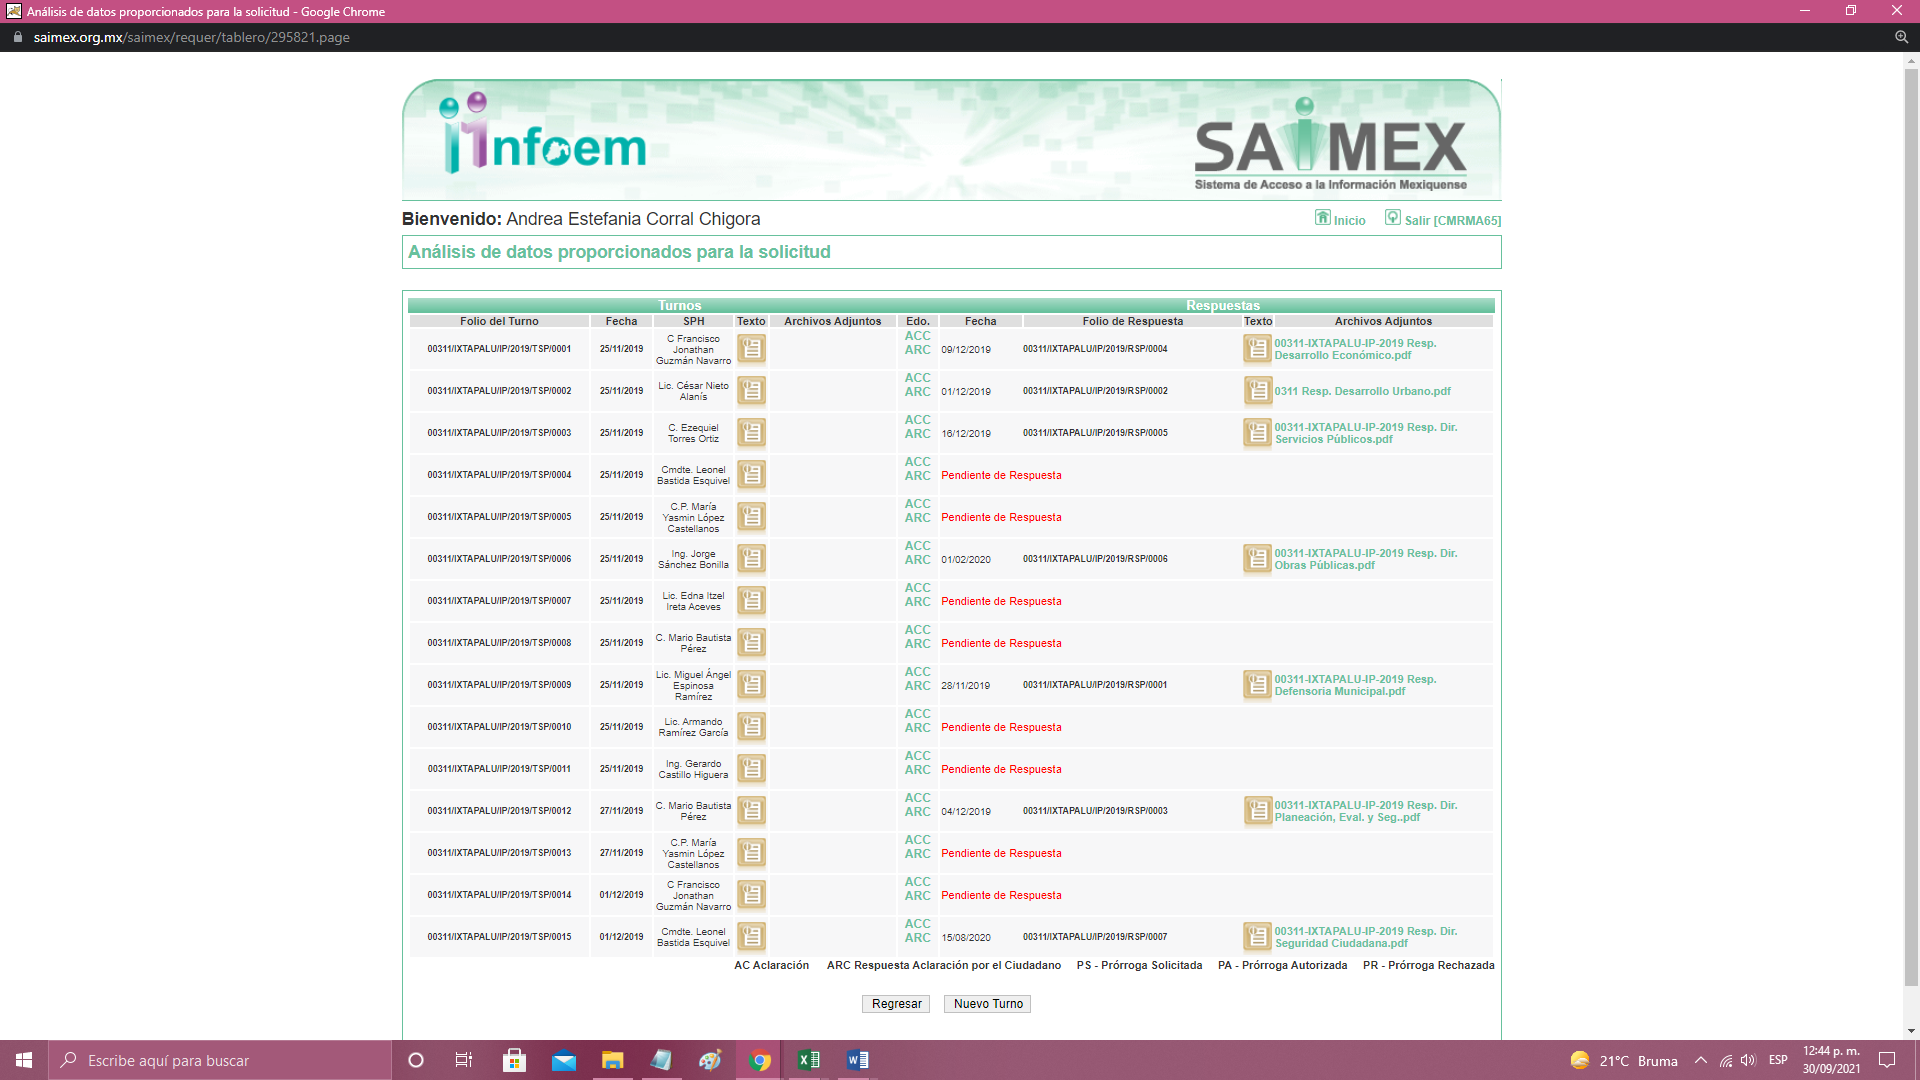 Análisis de datos proporcionados para la solicitud - Google Chrome
saimex.org.mx/saimex/requer/tablero/295821.page
infoem
SAIMEX
Sistema de Acceso a la Información Mexiquense
Bienvenido: Andrea Estefania Corral Chigora
Inicio Salir [CMRMA65]
Análisis de datos proporcionados para la solicitud
Turnos Respuestas
Folio del Turno Fecha SPH Texto Archivos Adjuntos Edo. Fecha Folio de Respuesta Texto Archivos Adjuntos
00311/IXTAPALU/IP/2019/TSP/0001 25/11/2019 C Francisco Jonathan Guzmán Navarro ACC ARC 09/12/2019 00311/IXTAPALU/IP/2019/RSP/0004 00311-IXTAPALU-IP-2019 Resp. Desarrollo Económico.pdf
00311/IXTAPALU/IP/2019/TSP/0002 25/11/2019 Lic. César Nieto Alanís ACC ARC 01/12/2019 00311/IXTAPALU/IP/2019/RSP/0002 0311 Resp. Desarrollo Urbano.pdf
00311/IXTAPALU/IP/2019/TSP/0003 25/11/2019 C. Ezequiel Torres Ortiz ACC ARC 16/12/2019 00311/IXTAPALU/IP/2019/RSP/0005 00311-IXTAPALU-IP-2019 Resp. Dir. Servicios Públicos.pdf
00311/IXTAPALU/IP/2019/TSP/0004 25/11/2019 Cmdte. Leonel Bastida Esquivel ACC ARC Pendiente de Respuesta
00311/IXTAPALU/IP/2019/TSP/0005 25/11/2019 C.P. María Yasmin López Castellanos ACC ARC Pendiente de Respuesta
00311/IXTAPALU/IP/2019/TSP/0006 25/11/2019 Ing. Jorge Sánchez Bonilla ACC ARC 01/02/2020 00311/IXTAPALU/IP/2019/RSP/0006 00311-IXTAPALU-IP-2019 Resp. Dir. Obras Públicas.pdf
00311/IXTAPALU/IP/2019/TSP/0007 25/11/2019 Lic. Edna Itzel Ireta Aceves ACC ARC Pendiente de Respuesta
00311/IXTAPALU/IP/2019/TSP/0008 25/11/2019 C. Mario Bautista Pérez ACC ARC Pendiente de Respuesta
00311/IXTAPALU/IP/2019/TSP/0009 25/11/2019 Lic. Miguel Ángel Espinosa Ramírez ACC ARC 28/11/2019 00311/IXTAPALU/IP/2019/RSP/0001 00311-IXTAPALU-IP-2019 Resp. Defensoria Municipal.pdf
00311/IXTAPALU/IP/2019/TSP/0010 25/11/2019 Lic. Armando Ramírez García ACC ARC Pendiente de Respuesta
00311/IXTAPALU/IP/2019/TSP/0011 25/11/2019 Ing. Gerardo Castillo Higuera ACC ARC Pendiente de Respuesta
00311/IXTAPALU/IP/2019/TSP/0012 27/11/2019 C. Mario Bautista Pérez ACC ARC 04/12/2019 00311/IXTAPALU/IP/2019/RSP/0003 00311-IXTAPALU-IP-2019 Resp. Dir. Planeación, Eval. y Seg..pdf
00311/IXTAPALU/IP/2019/TSP/0013 27/11/2019 C.P. María Yasmin López Castellanos ACC ARC Pendiente de Respuesta
00311/IXTAPALU/IP/2019/TSP/0014 01/12/2019 C Francisco Jonathan Guzmán Navarro ACC ARC Pendiente de Respuesta
00311/IXTAPALU/IP/2019/TSP/0015 01/12/2019 Cmdte. Leonel Bastida Esquivel ACC ARC 15/08/2020 00311/IXTAPALU/IP/2019/RSP/0007 00311-IXTAPALU-IP-2019 Resp. Dir. Seguridad Ciudadana.pdf
AC Aclaración ARC Respuesta Aclaración por el Ciudadano PS - Prórroga Solicitada PA - Prórroga Autorizada PR - Prórroga Rechazada
Regresar Nuevo Turno
Escribe aquí para buscar
21°C Bruma ESP 12:44 p. m.
30/09/2021